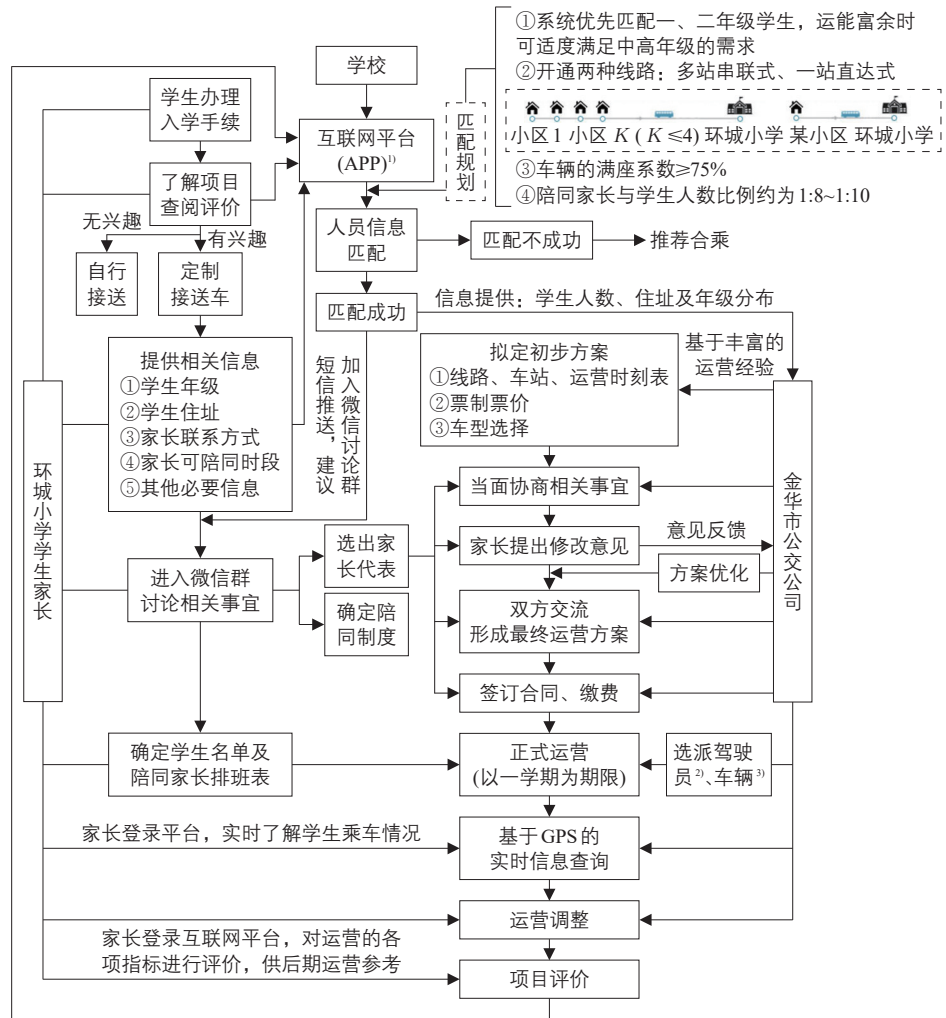 ①系统优先匹配一、二年级学生，运能富余时
可适度满足中高年级的需求
②开通两种线路：多站串联式、一站直达式
小区1 小区 K ( K ≤4) 环城小学 某小区 环城小学
③车辆的满座系数≥75%
④陪同家长与学生人数比例约为1:8~1:10
匹配规划
学校
学生办理
入学手续
互联网平台
(APP)1)
了解项目
查阅评价
无兴趣
有兴趣
人员信息
匹配
匹配不成功
推荐合乘
自行
接送
定制
接送车
匹配成功
信息提供：学生人数、住址及年级分布
提供相关信息
①学生年级
②学生住址
③家长联系方式
④家长可陪同时段
⑤其他必要信息
短信推送，建议
加入微信讨论群
拟定初步方案
①线路、车站、运营时刻表
②票制票价
③车型选择
基于丰富的
运营经验
环城小学学生家长
金华市公交公司
当面协商相关事宜
家长提出修改意见
意见反馈
方案优化
选出家
长代表
进入微信群
讨论相关事宜
确定陪
同制度
双方交流
形成最终运营方案
签订合同、缴费
确定学生名单及
陪同家长排班表
正式运营
(以一学期为期限)
选派驾驶
员2)、车辆3)
家长登录平台，实时了解学生乘车情况
基于GPS的
实时信息查询
运营调整
家长登录互联网平台，对运营的各
项指标进行评价，供后期运营参考
项目评价